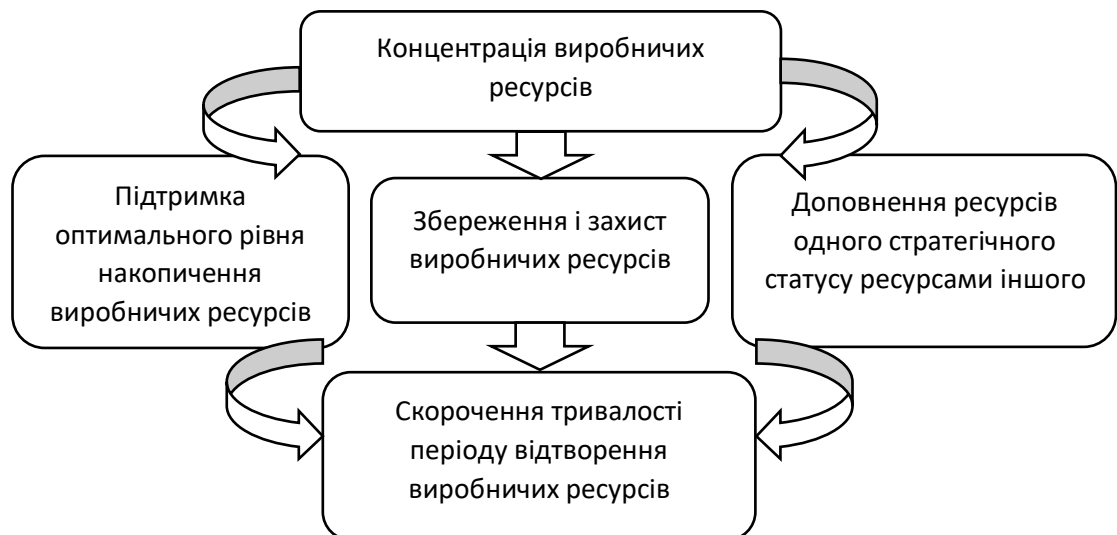 Концентрація виробничих
ресурсів
Підтримка
оптимального рівня
накопичення
виробничих ресурсів
Збереження і захист
виробничих ресурсів
Доповнення ресурсів
одного стратегічного
статусу ресурсами іншого
Скорочення тривалості
періоду відтворення
виробничих ресурсів